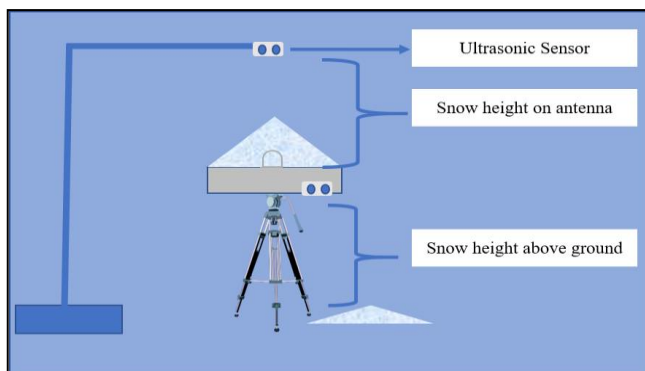 Ultrasonic Sensor
Snow height on antenna
Snow height above ground